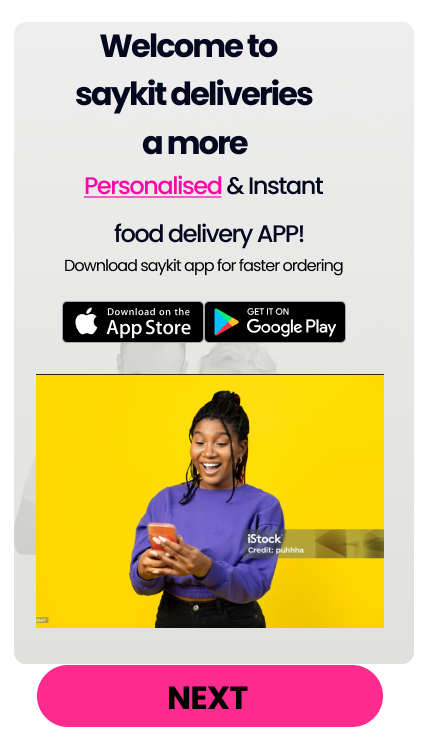 Welcome to
saykit deliveries
a more
Personalised & Instant
food delivery APP!
Download saykit app for faster ordering
Download on the
App Store
GET IT ON
Google Play
iStock
Credit: puhhha
NEXT